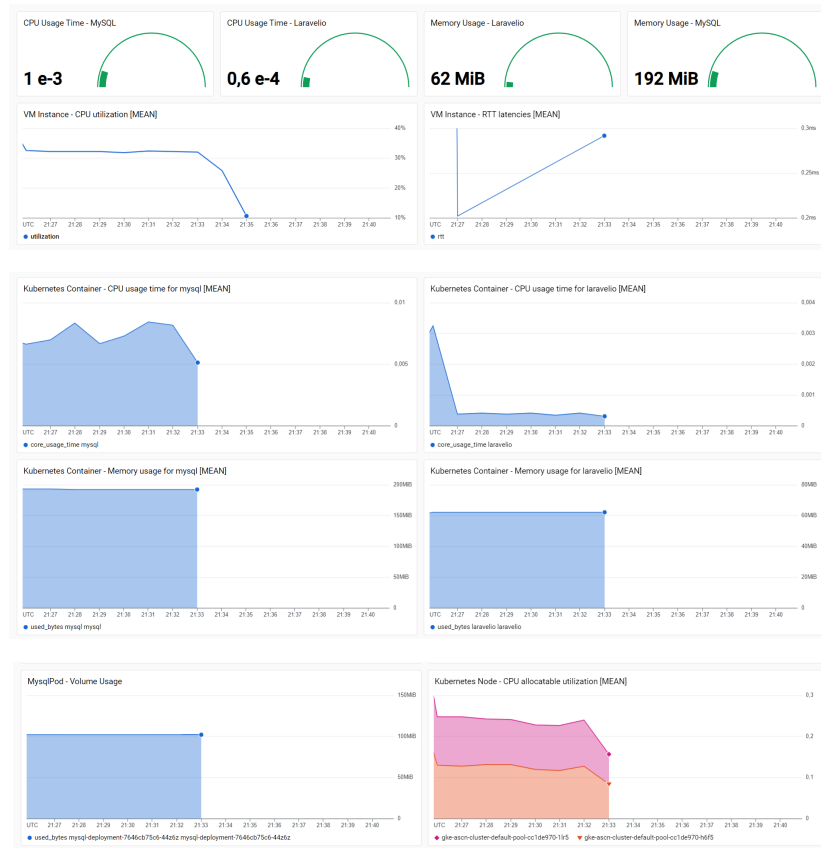 CPU Usage Time - MySQL
1 e-3
CPU Usage Time - Laravelio
0,6 e-4
Memory Usage - Laravelio
62 MiB
Memory Usage - MySQL
192 MiB
VM Instance - CPU utilization [MEAN]
40%
30%
20%
10%
UTC 21:27 21:28 21:29 21:30 21:31 21:32 21:33 21:34 21:35 21:36 21:37 21:38 21:39 21:40
utilization
VM Instance - RTT latencies [MEAN]
0,3ms
0,25ms
0,2ms
UTC 21:27 21:28 21:29 21:30 21:31 21:32 21:33 21:34 21:35 21:36 21:37 21:38 21:39 21:40
rtt
Kubernetes Container - CPU usage time for mysql [MEAN]
0,01
0,005
0
UTC 21:27 21:28 21:29 21:30 21:31 21:32 21:33 21:34 21:35 21:36 21:37 21:38 21:39 21:40
core_usage_time mysql
Kubernetes Container - CPU usage time for laravelio [MEAN]
0,004
0,003
0,002
0,001
0
UTC 21:27 21:28 21:29 21:30 21:31 21:32 21:33 21:34 21:35 21:36 21:37 21:38 21:39 21:40
core_usage_time laravelio
Kubernetes Container - Memory usage for mysql [MEAN]
200MiB
150MiB
100MiB
50MiB
0
UTC 21:27 21:28 21:29 21:30 21:31 21:32 21:33 21:34 21:35 21:36 21:37 21:38 21:39 21:40
used_bytes mysql mysql
Kubernetes Container - Memory usage for laravelio [MEAN]
80MiB
60MiB
40MiB
20MiB
0
UTC 21:27 21:28 21:29 21:30 21:31 21:32 21:33 21:34 21:35 21:36 21:37 21:38 21:39 21:40
used_bytes laravelio laravelio
MysqlPod - Volume Usage
150MiB
100MiB
50MiB
0
UTC 21:27 21:28 21:29 21:30 21:31 21:32 21:33 21:34 21:35 21:36 21:37 21:38 21:39 21:40
used_bytes mysql-deployment-7646cb75c6-44z6z mysql-deployment-7646cb75c6-44z6z
Kubernetes Node - CPU allocatable utilization [MEAN]
0,3
0,2
0,1
0
UTC 21:27 21:28 21:29 21:30 21:31 21:32 21:33 21:34 21:35 21:36 21:37 21:38 21:39 21:40
gke-ascn-cluster-default-pool-cc1de970-1lr5 gke-ascn-cluster-default-pool-cc1de970-h6f5